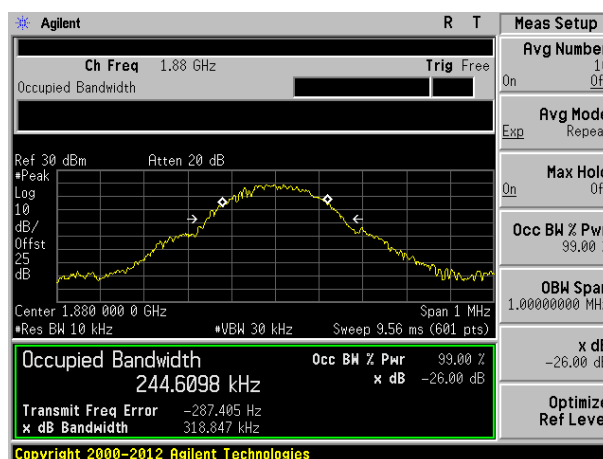 Agilent R T
Meas Setup
Ch Freq 1.88 GHz Trig Free
Occupied Bandwidth
Avg Number
On
Avg Mode
Exp Repea
Max Hold
On
Ref 30 dBm Atten 20 dB
#Peak
Log
10
dB/
Offst
25
dB
Occ BW % Pwr
99.00
OBW Span
1.00000000 MHz
x dB
-26.00 dB
Optimize
Ref Level
Center 1.880 000 0 GHz Span 1 MHz
#Res BW 10 kHz #VBW 30 kHz Sweep 9.56 ms (601 pts)
Occupied Bandwidth
244.6098 kHz
Occ BW % Pwr 99.00 %
x dB -26.00 dB
Transmit Freq Error -287.405 Hz
x dB Bandwidth 318.847 kHz
Copyright 2000-2012 Agilent Technologies